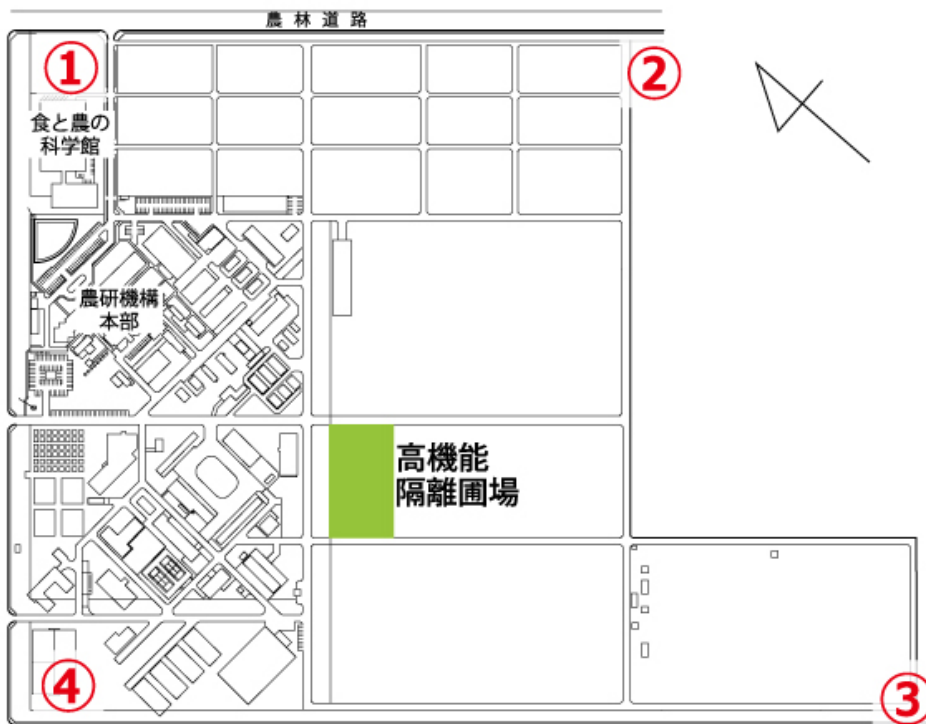 農林道路
①
②
食と農の
科学館
農研機構
本部
高機能
隔離圃場
④
③